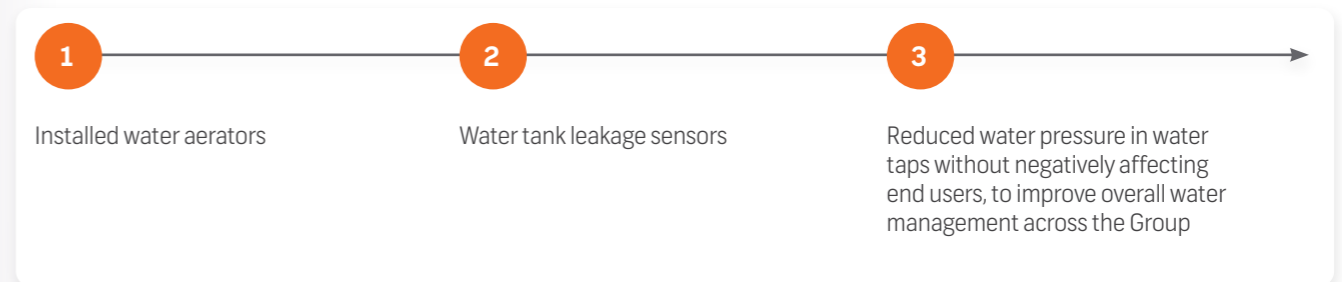 1
2
3
Installed water aerators
Water tank leakage sensors
Reduced water pressure in water
taps without negatively affecting
end users, to improve overall water
management across the Group